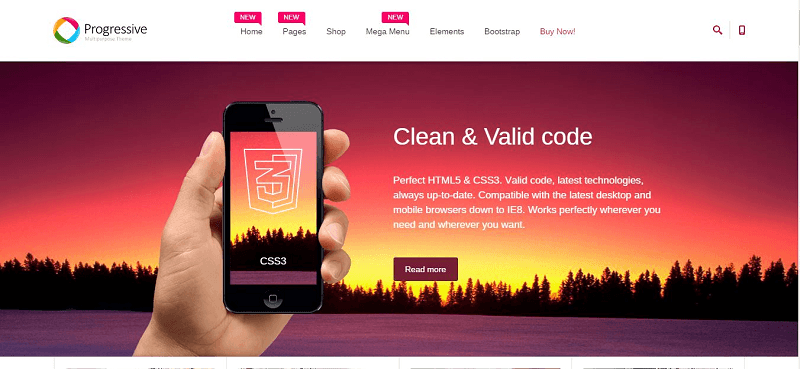 NEW
NEW
NEW
Progressive
Multipurpose theme
Home
Pages
Shop
Mega Menu
Elements
Bootstrap
Buy Now!
Clean & Valid code
Perfect HTML5 & CSS3. Valid code, latest technologies,
always up-to-date. Compatible with the latest desktop and
mobile browsers down to IE8. Works perfectly wherever you
need and wherever you want.
CSS3
Read more